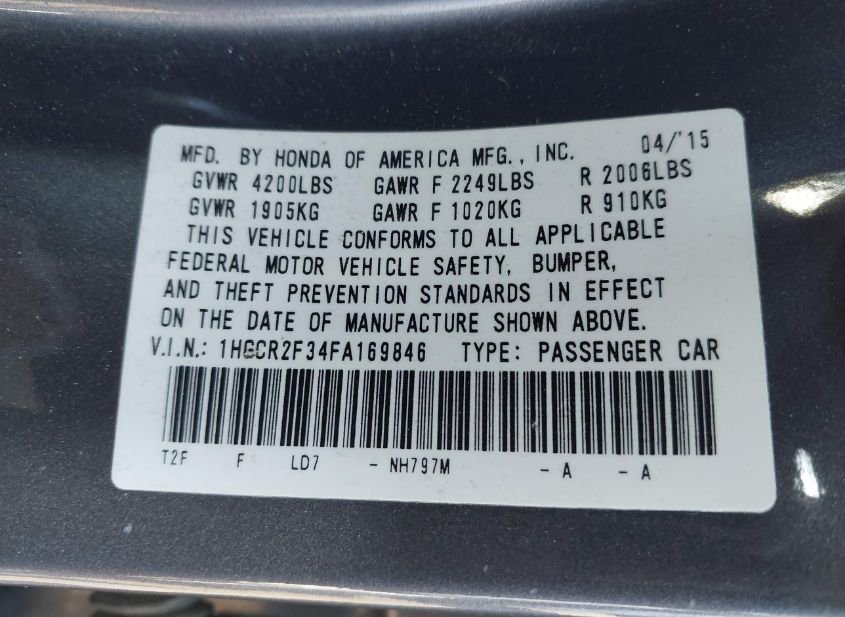 MFD. BY HONDA OF AMERICA MFG., INC. 04/'15
GVWR 4200LBS GAWR F 2249LBS R 2006LBS
GVWR 1905KG GAWR F 1020KG R 910KG
THIS VEHICLE CONFORMS TO ALL APPLICABLE
FEDERAL MOTOR VEHICLE SAFETY, BUMPER,
AND THEFT PREVENTION STANDARDS IN EFFECT
ON THE DATE OF MANUFACTURE SHOWN ABOVE.
V.I.N.: 1HGCR2F34FA169846 TYPE: PASSENGER CAR
T2F F LD7 - NH797M - A - A